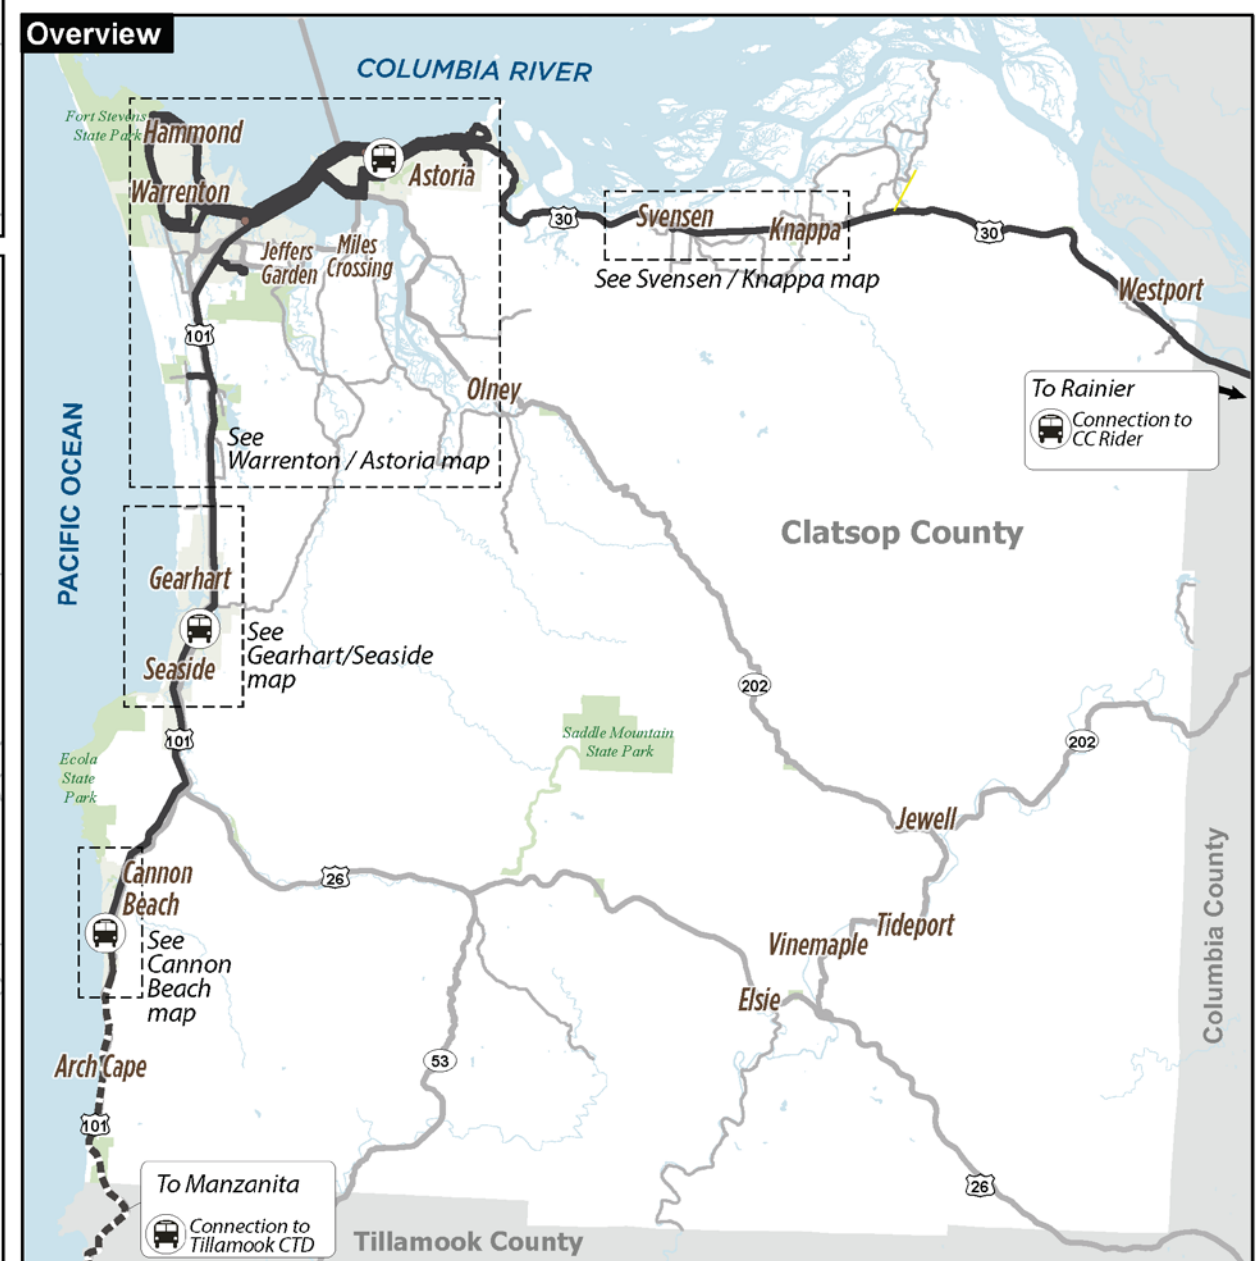 Overview
COLUMBIA RIVER
Fort Stevens
State Park
Hammond
Warrenton
Astoria
30
Svensen
Knappa
30
See Svensen / Knappa map
Jeffers
Garden
Miles
Crossing
Westport
101
To Rainier
Connection to
CC Rider
Olney
See
Warrenton / Astoria map
PACIFIC OCEAN
Clatsop County
Gearhart
See
Gearhart/Seaside
map
Seaside
202
101
Saddle Mountain
State Park
202
Ecola
State
Park
Jewell
Cannon
Beach
26
Columbia County
Tideport
Vinemaple
See
Cannon
Beach
map
Elsie
Arch Cape
53
101
To Manzanita
Connection to
Tillamook CTD
26
Tillamook County